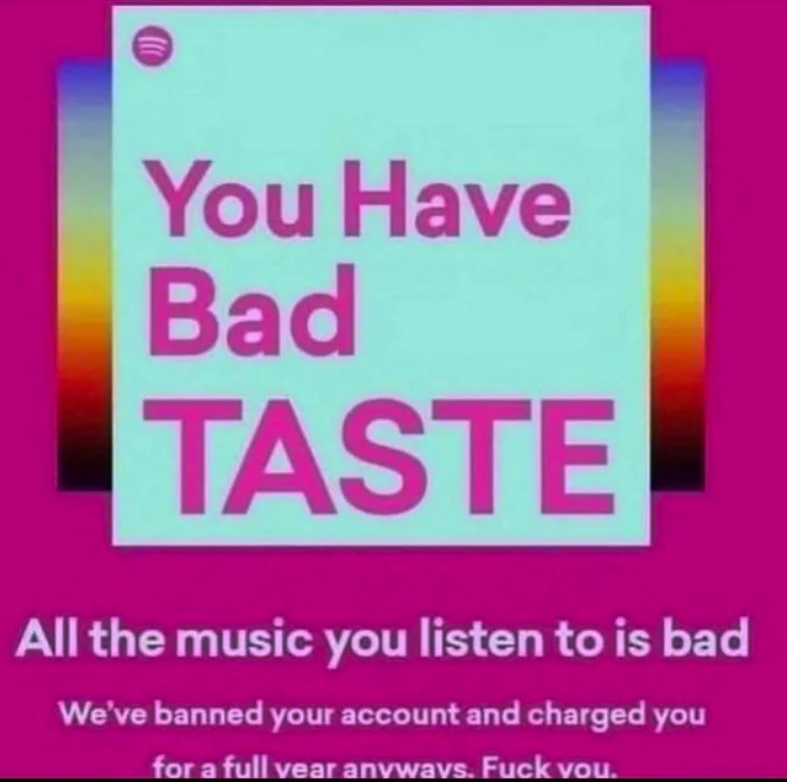 You Have
Bad
TASTE
All the music you listen to is bad
We've banned your account and charged you
for a full year anyways. Fuck you.